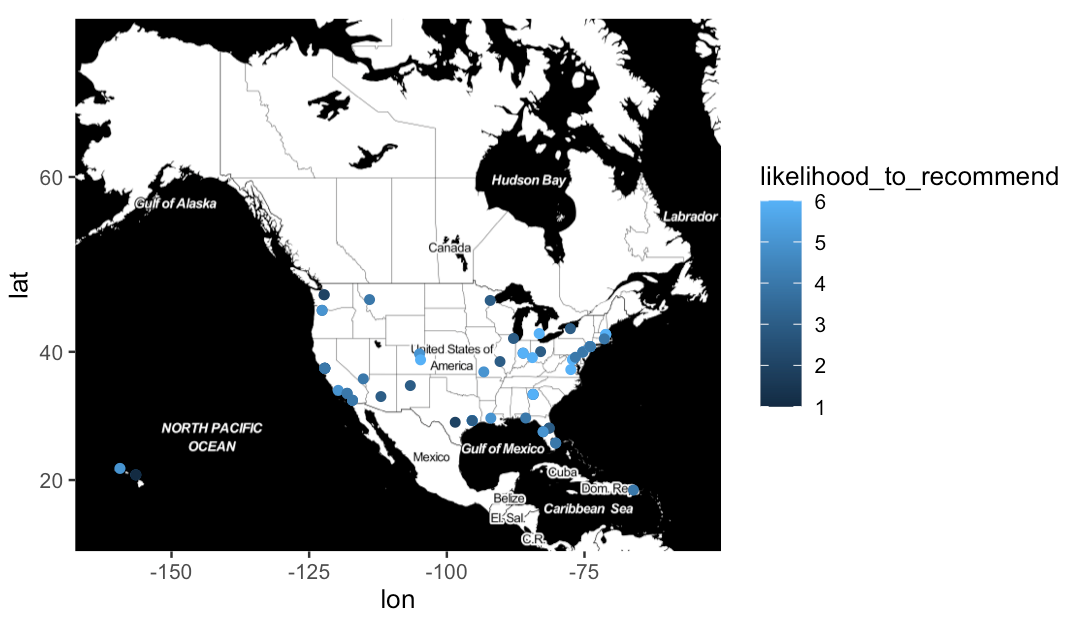 60
40
20
lat
-150
-125
-100
-75
lon
Gulf of Alaska
Hudson Bay
Labrador
Canada
United States of
America
NORTH PACIFIC
OCEAN
Mexico
Gulf of Mexico
Cuba
Dom. Re
Belize
El. Sal.
Caribbean Sea
C.R.
likelihood_to_recommend
6
5
4
3
2
1